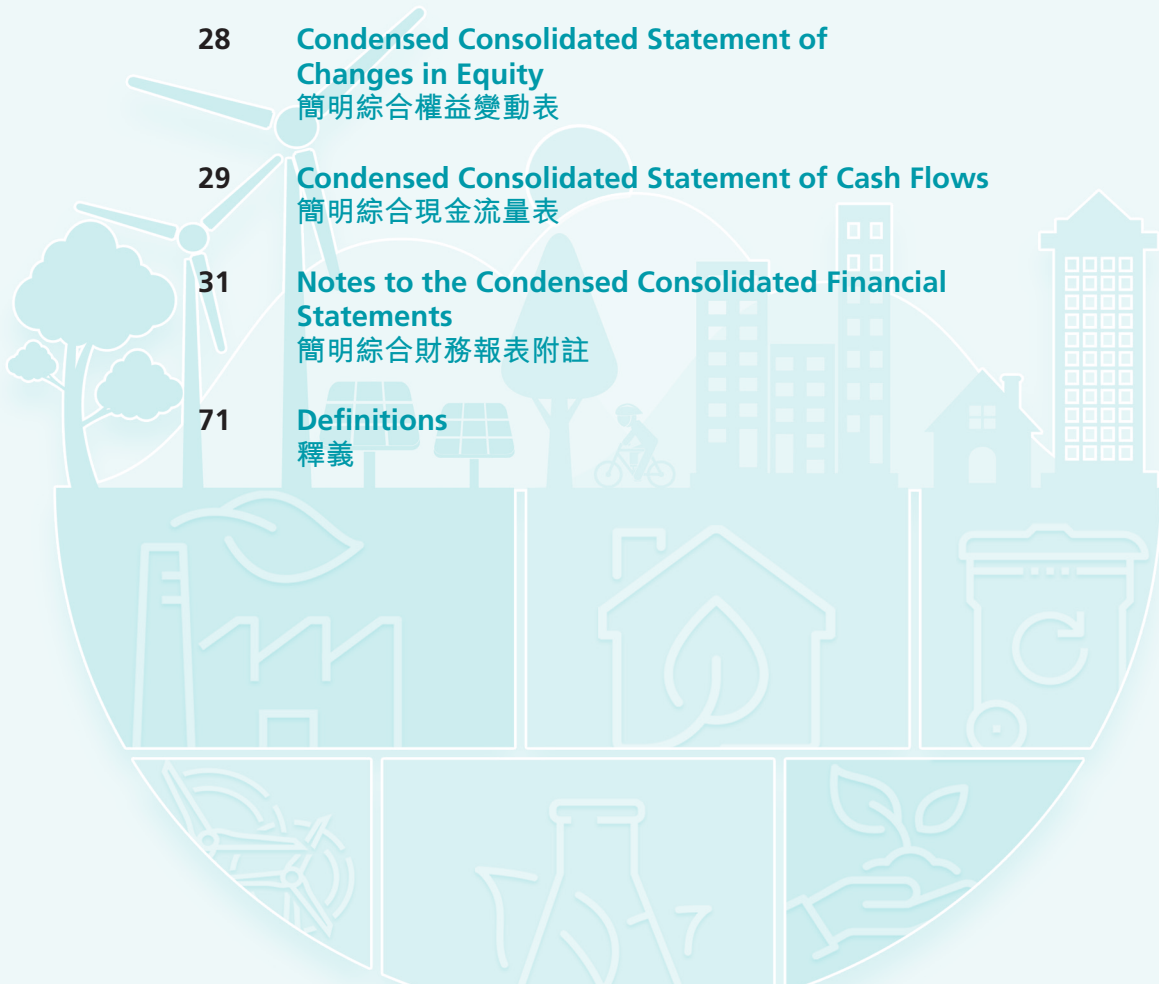 28 Condensed Consolidated Statement of
Changes in Equity
簡明綜合權益變動表
29 Condensed Consolidated Statement of Cash Flows
簡明綜合現金流量表
31 Notes to the Condensed Consolidated Financial
Statements
簡明綜合財務報表附註
71 Definitions
釋義